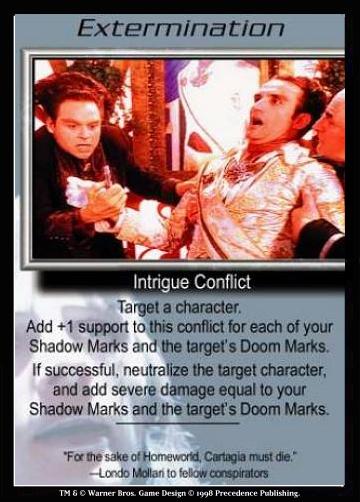 Extermination
Intrigue Conflict
Target a character.
Add +1 support to this conflict for each of your
Shadow Marks and the target's Doom Marks.
If successful, neutralize the target character,
and add severe damage equal to your
Shadow Marks and the target's Doom Marks.
"For the sake of Homeworld, Cartagia must die."
—Londo Mollari to fellow conspirators
TM & © Warner Bros. Game Design © 1998 Precedence Publishing.